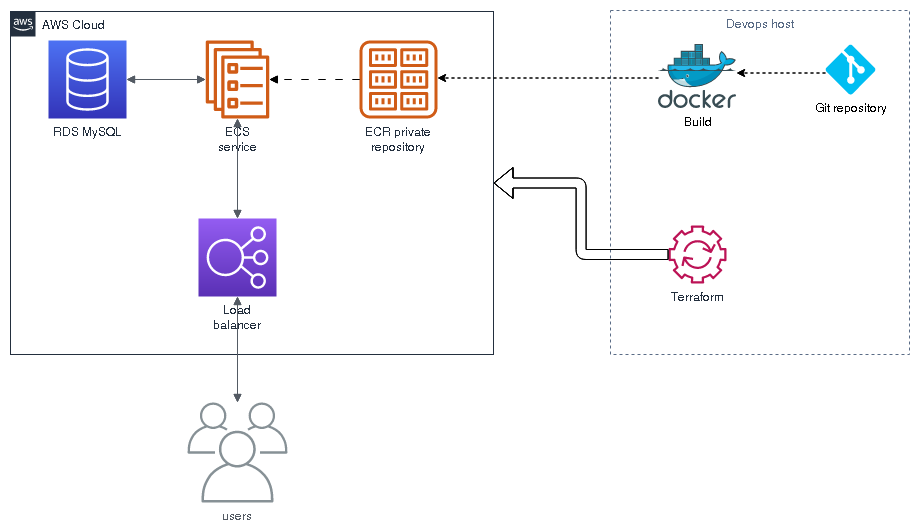 aws
AWS Cloud
Devops host
docker
Build
Git repository
RDS MySQL
ECS
service
ECR private
repository
Terraform
Load
balancer
users